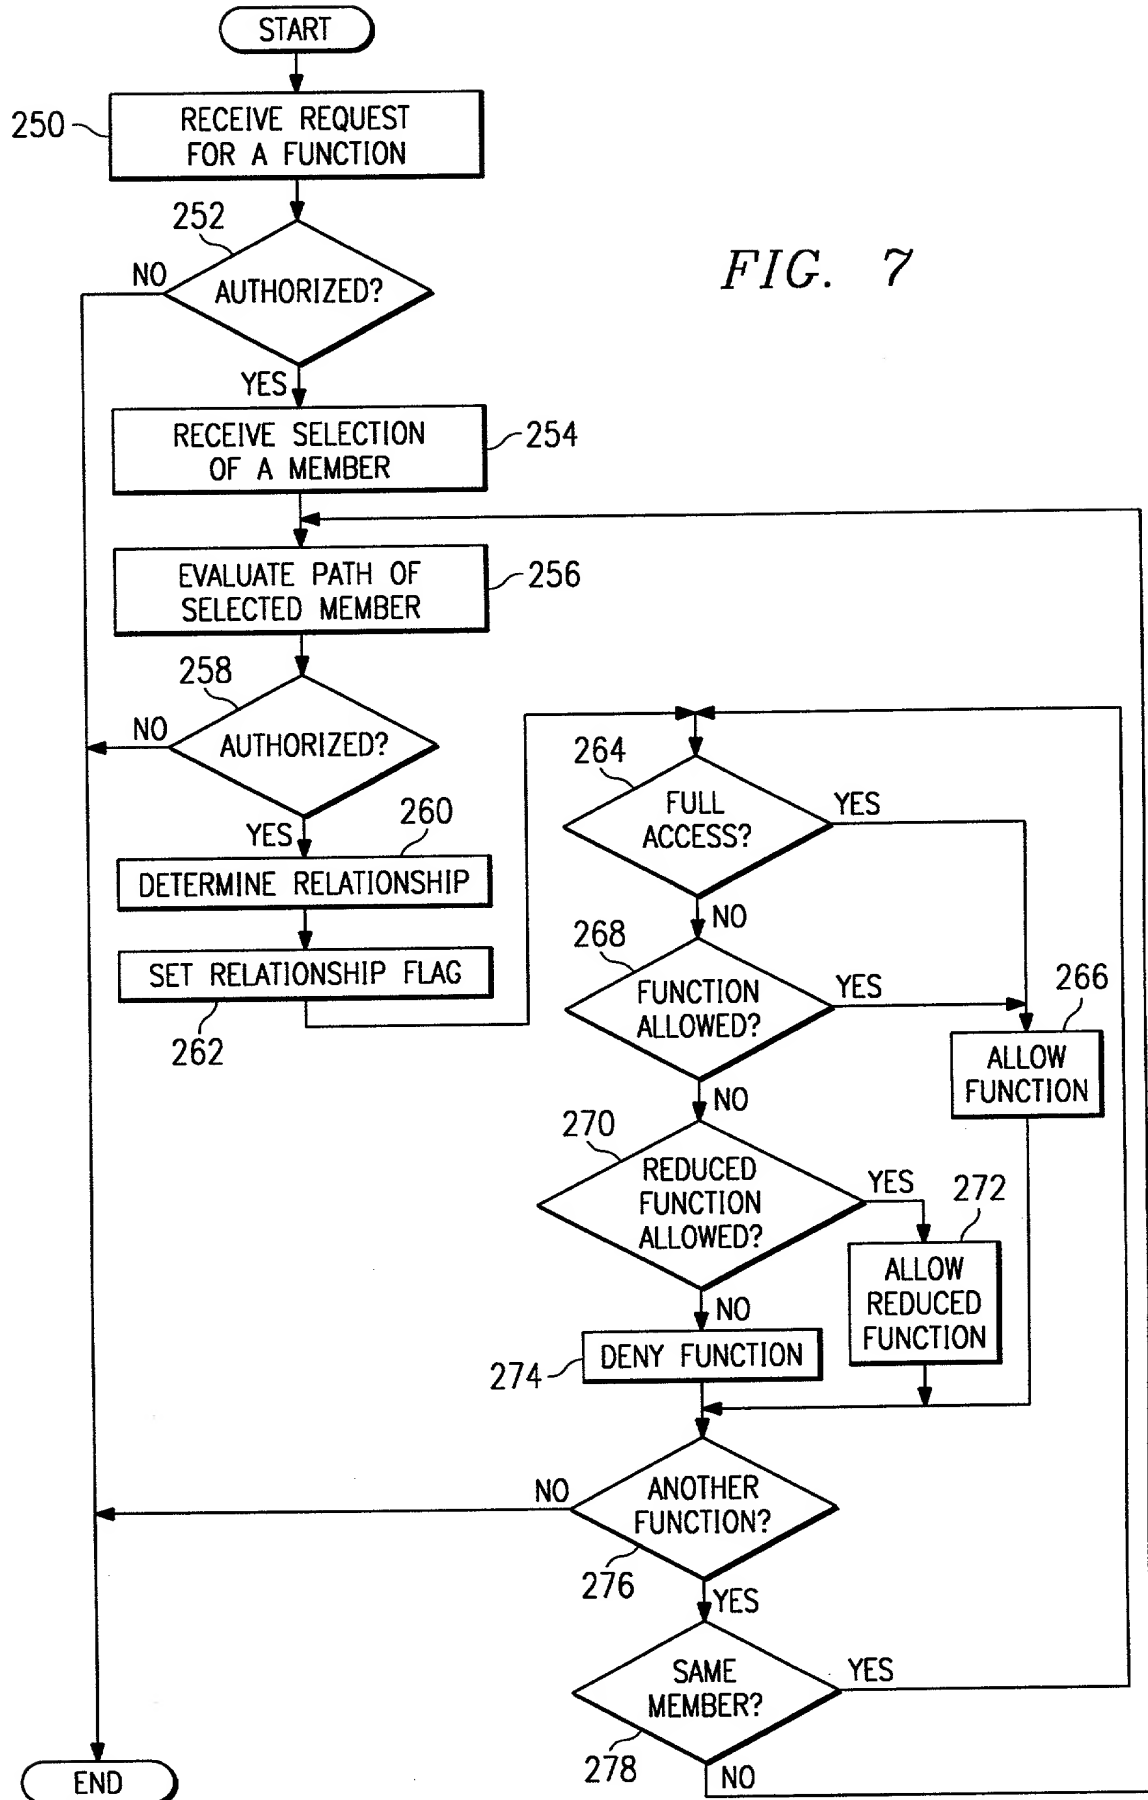 START
250
RECEIVE REQUEST
FOR A FUNCTION
252
NO
AUTHORIZED?
FIG. 7
YES
RECEIVE SELECTION
OF A MEMBER
254
EVALUATE PATH OF
SELECTED MEMBER
256
258
NO
AUTHORIZED?
YES
260
DETERMINE RELATIONSHIP
SET RELATIONSHIP FLAG
262
264
FULL
ACCESS?
YES
NO
268
FUNCTION
ALLOWED?
YES
266
ALLOW
FUNCTION
NO
270
REDUCED
FUNCTION
ALLOWED?
YES
272
ALLOW
REDUCED
FUNCTION
NO
274
DENY FUNCTION
NO
ANOTHER
FUNCTION?
276
YES
SAME
MEMBER?
YES
278
NO
END